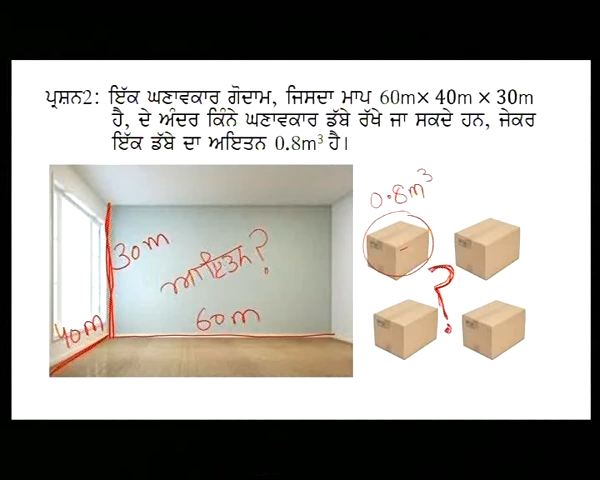 ਪ੍ਰਸ਼ਨ2: ਇੱਕ ਘਣਾਵਕਾਰ ਗੋਦਾਮ, ਜਿਸਦਾ ਮਾਪ 60m× 40m × 30m
ਹੈ, ਦੇ ਅੰਦਰ ਕਿੰਨੇ ਘਣਾਵਕਾਰ ਡੱਬੇ ਰੱਖੇ ਜਾ ਸਕਦੇ ਹਨ, ਜੇਕਰ
ਇੱਕ ਡੱਬੇ ਦਾ ਅਇਤਨ 0.8m³ ਹੈ।
0.8m³
30m
ਆਇਤਨ?
60m
40m
?